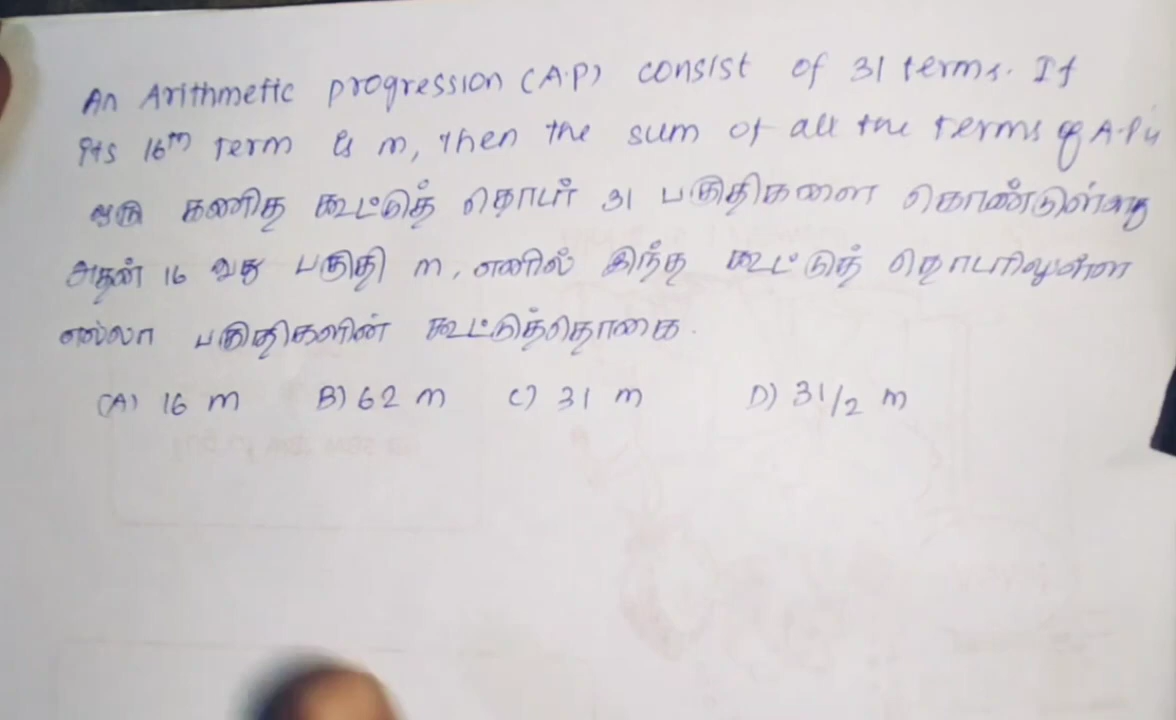 An Arithmetic progression (A.P) consist of 31 terms. If
its 16th term is m, then the sum of all the terms of A.P is
ஒரு கணித கூட்டுத் தொடர் 31 பகுதிகளை கொண்டுள்ளது
அதன் 16 வது பகுதி m, எனில் இந்த கூட்டுத் தொடரிலுள்ள
எல்லா பகுதிகளின் கூட்டுத்தொகை.
(A) 16 m B) 62 m C) 31 m D) 31/2 m